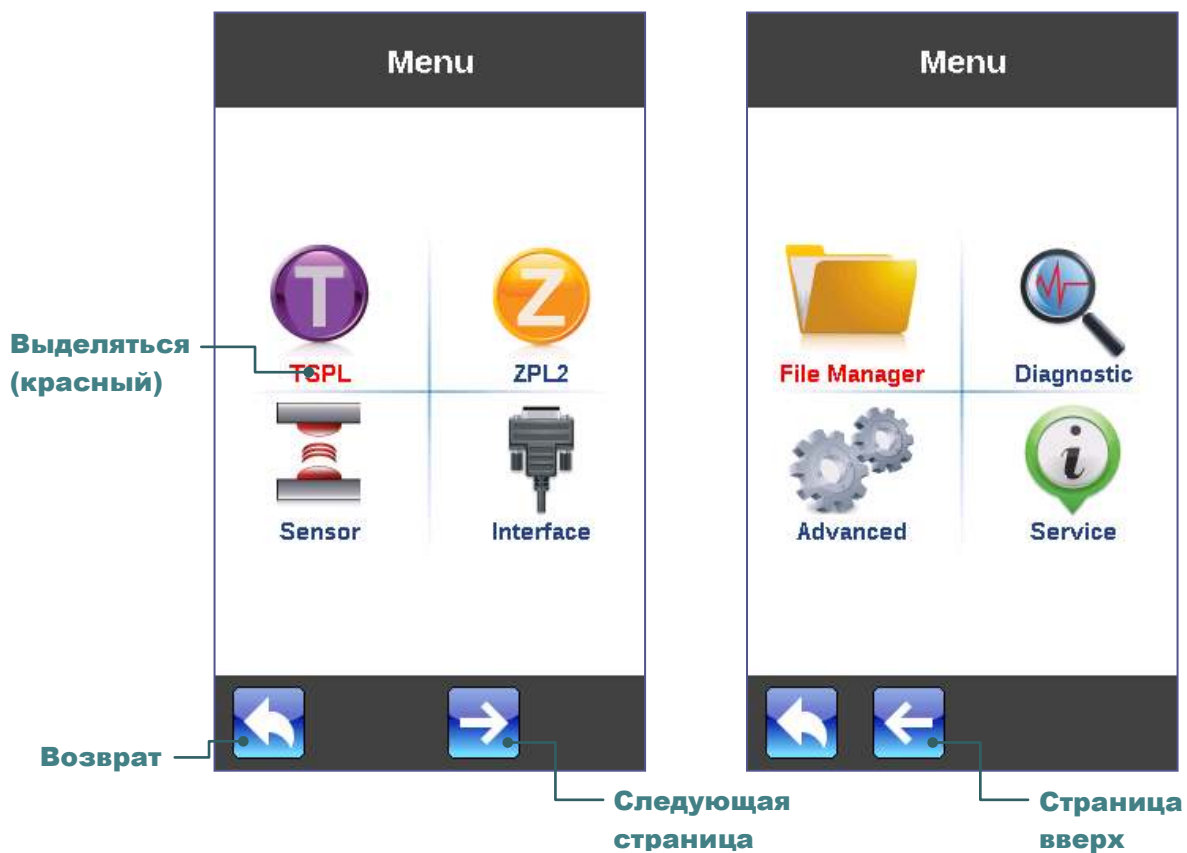 Menu
Menu
T
Z
Выделяться
(красный)
TSPL
ZPL2
File Manager
Diagnostic
i
Sensor
Interface
Advanced
Service
Возврат
Следующая
страница
Страница
вверх